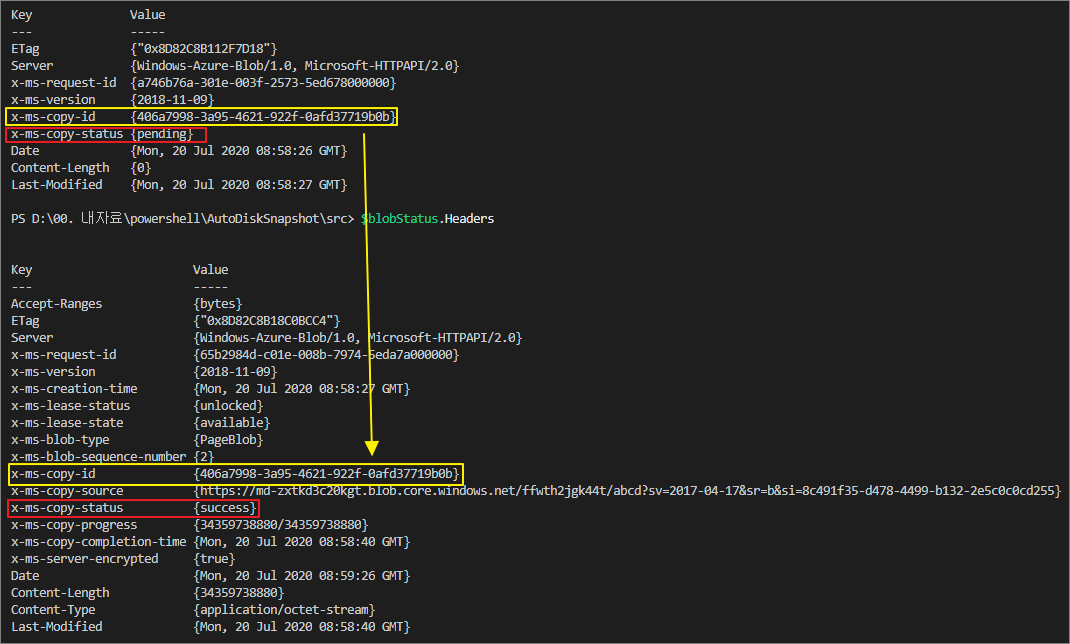 Key Value
--- -----
ETag {"0x8D82C8B112F7D18"}
Server {Windows-Azure-Blob/1.0, Microsoft-HTTPAPI/2.0}
x-ms-request-id {a746b76a-301e-003f-2573-5ed678000000}
x-ms-version {2018-11-09}
x-ms-copy-id {406a7998-3a95-4621-922f-0afd37719b0b}
x-ms-copy-status {pending}
Date {Mon, 20 Jul 2020 08:58:26 GMT}
Content-Length {0}
Last-Modified {Mon, 20 Jul 2020 08:58:27 GMT}
PS D:\00. 내자료\powershell\AutoDiskSnapshot\src> $blobStatus.Headers
Key Value
--- -----
Accept-Ranges {bytes}
ETag {"0x8D82C8B18C0BCC4"}
Server {Windows-Azure-Blob/1.0, Microsoft-HTTPAPI/2.0}
x-ms-request-id {65b2984d-c01e-008b-7974-5eda7a000000}
x-ms-version {2018-11-09}
x-ms-creation-time {Mon, 20 Jul 2020 08:58:27 GMT}
x-ms-lease-status {unlocked}
x-ms-lease-state {available}
x-ms-blob-type {PageBlob}
x-ms-blob-sequence-number {2}
x-ms-copy-id {406a7998-3a95-4621-922f-0afd37719b0b}
x-ms-copy-source {https://md-zxtkd3c20kgt.blob.core.windows.net/ffwth2jgk44t/abcd?sv=2017-04-17&sr=b&si=8c491f35-d478-4499-b132-2e5c0c0cd255}
x-ms-copy-status {success}
x-ms-copy-progress {34359738880/34359738880}
x-ms-copy-completion-time {Mon, 20 Jul 2020 08:58:40 GMT}
x-ms-server-encrypted {true}
Date {Mon, 20 Jul 2020 08:59:26 GMT}
Content-Length {34359738880}
Content-Type {application/octet-stream}
Last-Modified {Mon, 20 Jul 2020 08:58:40 GMT}